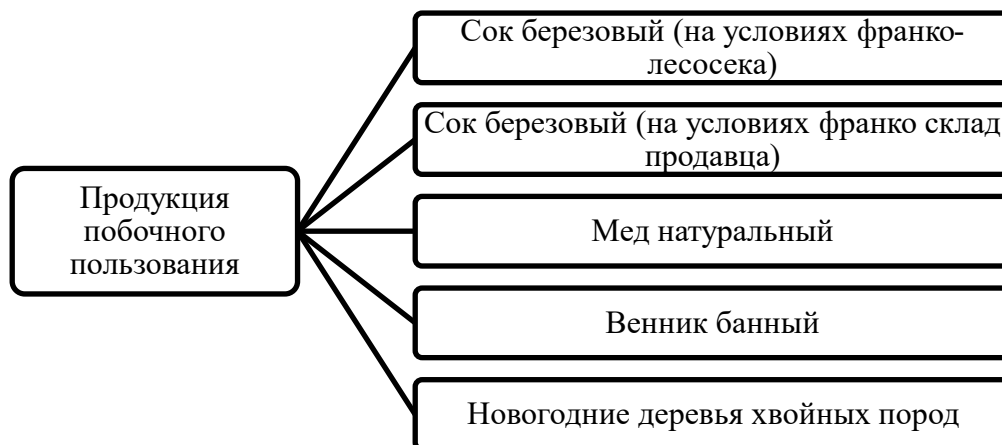 Сок березовый (на условиях франко-
лесосека)
Сок березовый (на условиях франко склад
продавца)
Продукция
побочного
пользования
Мед натуральный
Венник банный
Новогодние деревья хвойных пород